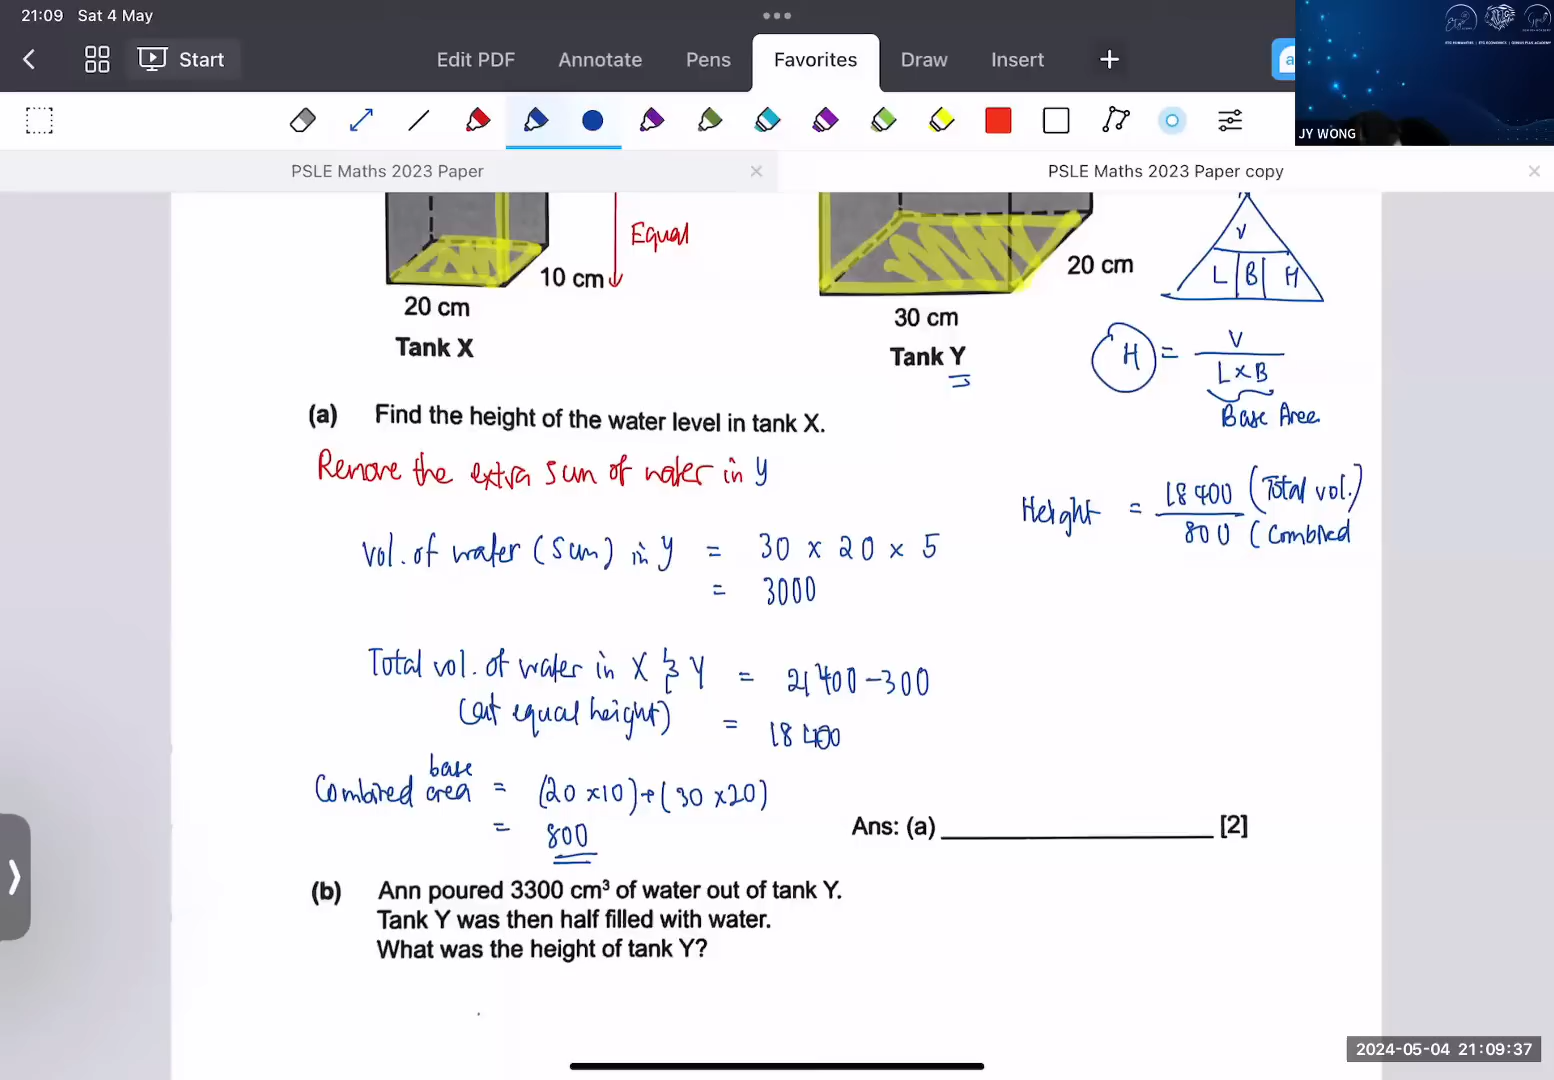 21:09 Sat 4 May
Start
Edit PDF
Annotate
Pens
Favorites
Draw
Insert
JY WONG
PSLE Maths 2023 Paper
PSLE Maths 2023 Paper copy
Equal
10 cm
20 cm
Tank X
20 cm
30 cm
Tank Y
V
L B H
H = V
L × B
Base Area
(a) Find the height of the water level in tank X.
Remove the extra 5cm of water in Y
Vol. of water (5cm) in Y = 30 × 20 × 5
= 3000
Height = 18 400 (Total vol.)
800 (Combined
Total vol. of water in X & Y = 21400 - 300
(at equal height) = 18 400
Combined base area = (20 × 10) + (30 × 20)
= 800
Ans: (a) [2]
(b) Ann poured 3300 cm³ of water out of tank Y.
Tank Y was then half filled with water.
What was the height of tank Y?
2024-05-04 21:09:37